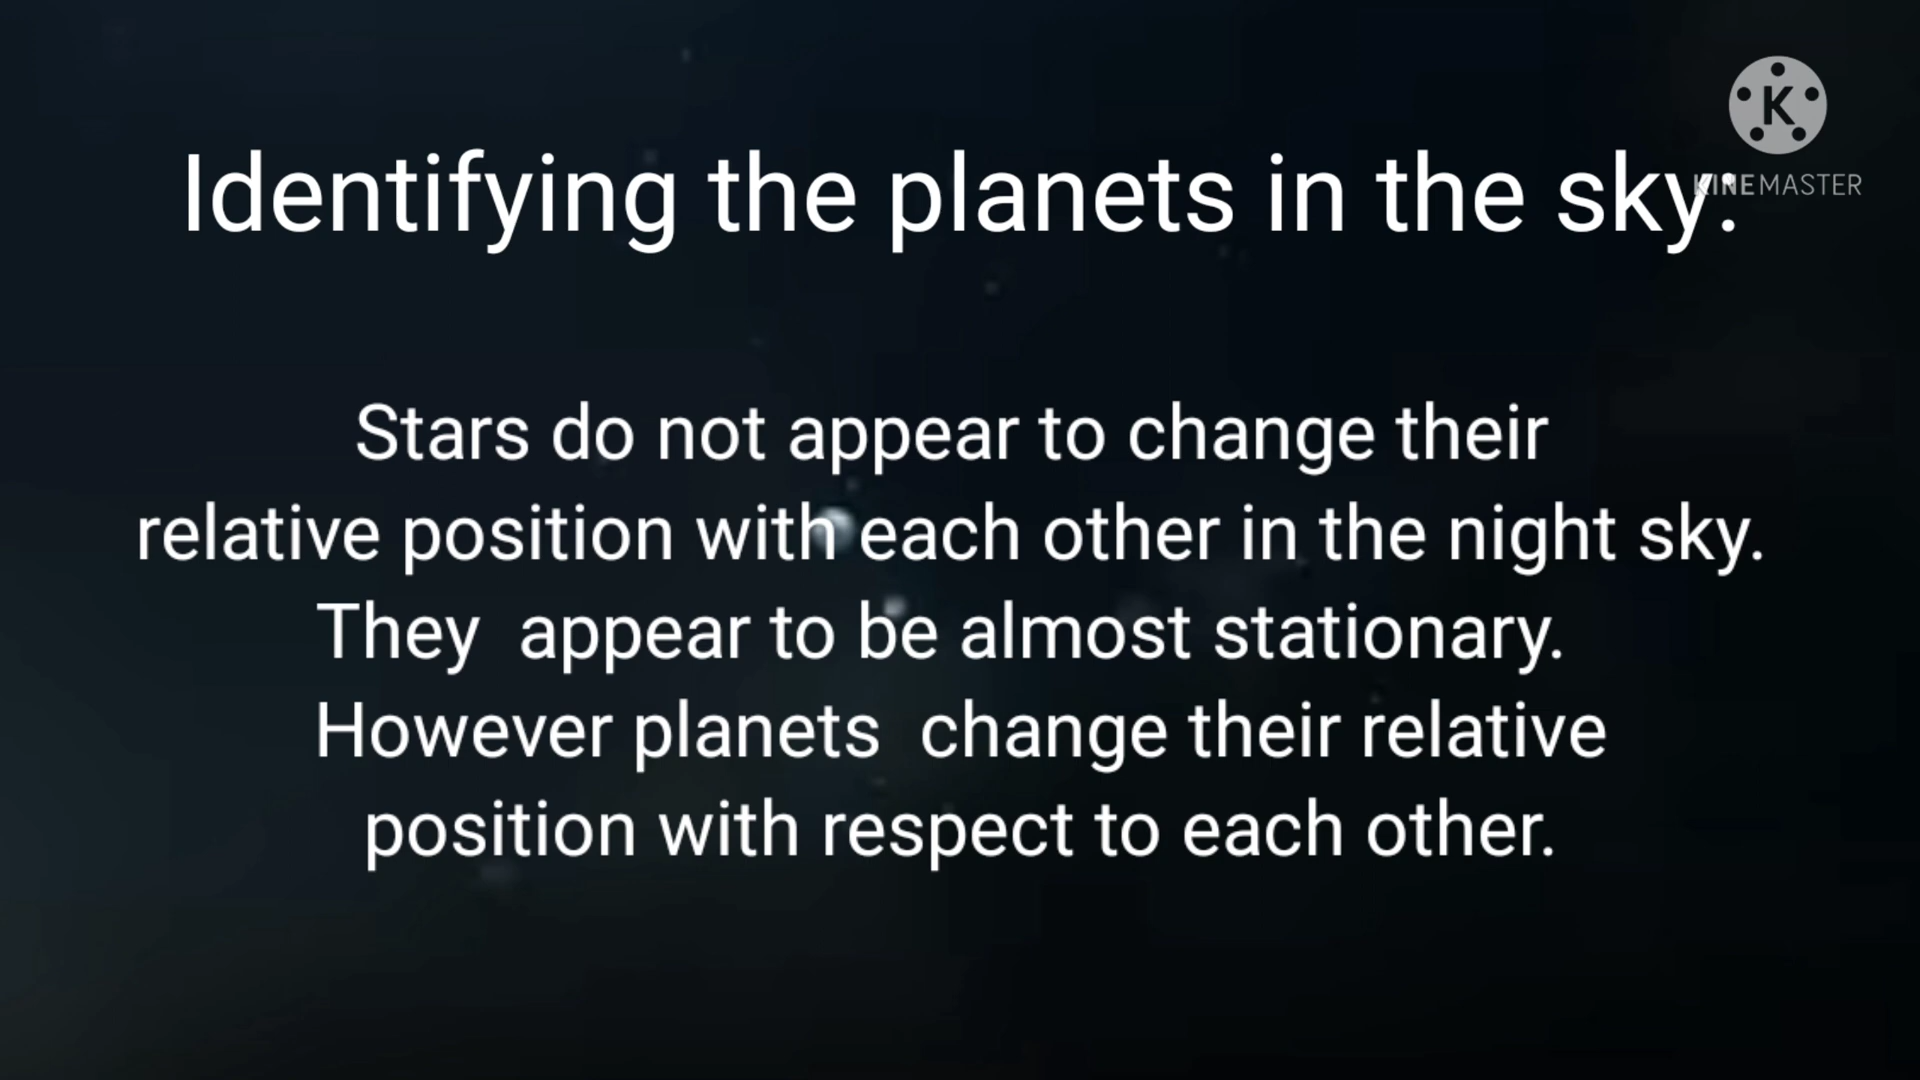 K
KINEMASTER
Identifying the planets in the sky:
Stars do not appear to change their
relative position with each other in the night sky.
They  appear to be almost stationary.
However planets  change their relative
position with respect to each other.